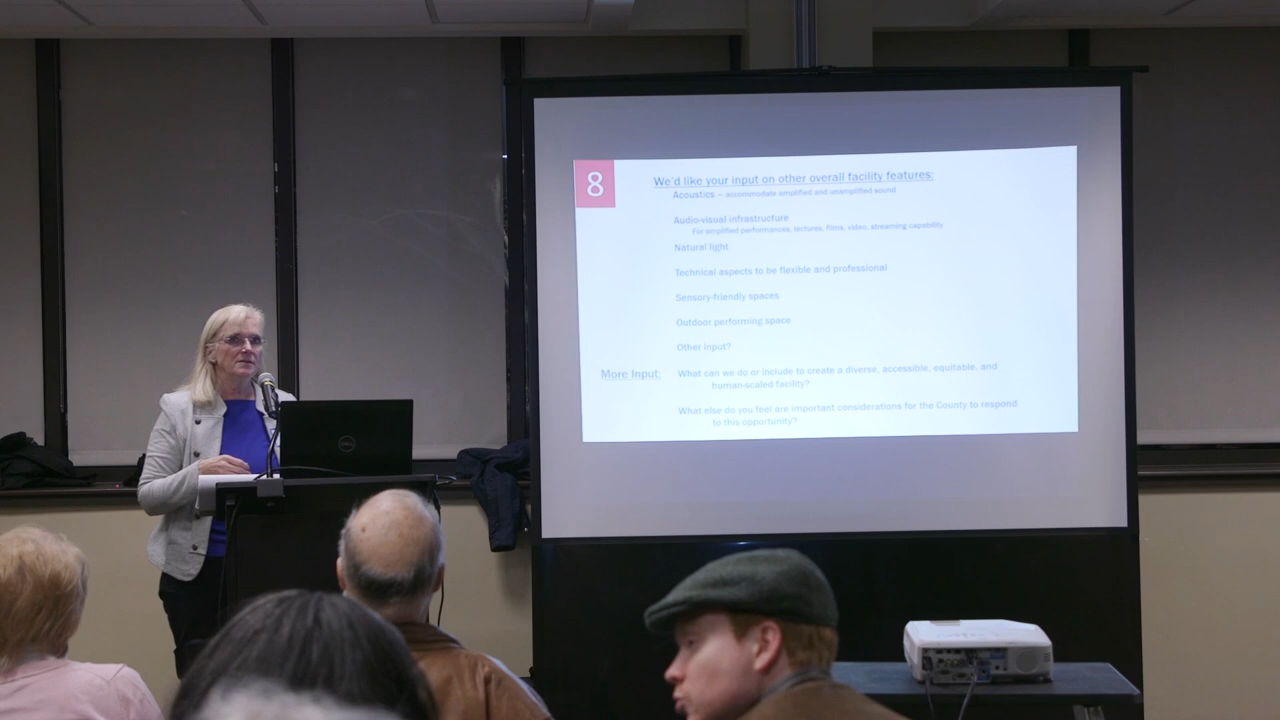 8
We'd like your input on other overall facility features:
Acoustics – accommodate amplified and unamplified sound
Audio-visual infrastructure
For amplified performances, lectures, films, video, streaming capability
Natural light
Technical aspects to be flexible and professional
Sensory-friendly spaces
Outdoor performing space
Other input?
More Input: What can we do or include to create a diverse, accessible, equitable, and
human-scaled facility?
What else do you feel are important considerations for the County to respond
to this opportunity?
DELL